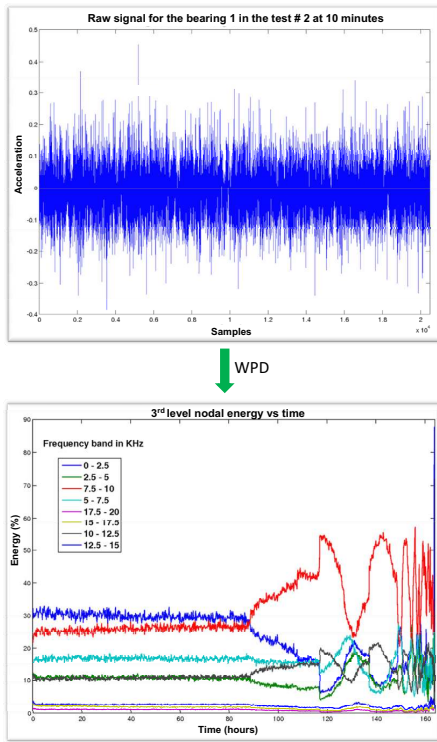 Raw signal for the bearing 1 in the test # 2 at 10 minutes
0.5
0.4
0.3
0.2
0.1
0
-0.1
-0.2
-0.3
-0.4
Acceleration
0 0.2 0.4 0.6 0.8 1 1.2 1.4 1.6 1.8 2
x 10⁴
Samples
WPD
3rd level nodal energy vs time
90
80
70
60
50
40
30
20
10
0
Energy (%)
Frequency band in KHz
0 - 2.5
2.5 - 5
7.5 - 10
5 - 7.5
17.5 - 20
15 - 17.5
10 - 12.5
12.5 - 15
0 20 40 60 80 100 120 140 160
Time (hours)